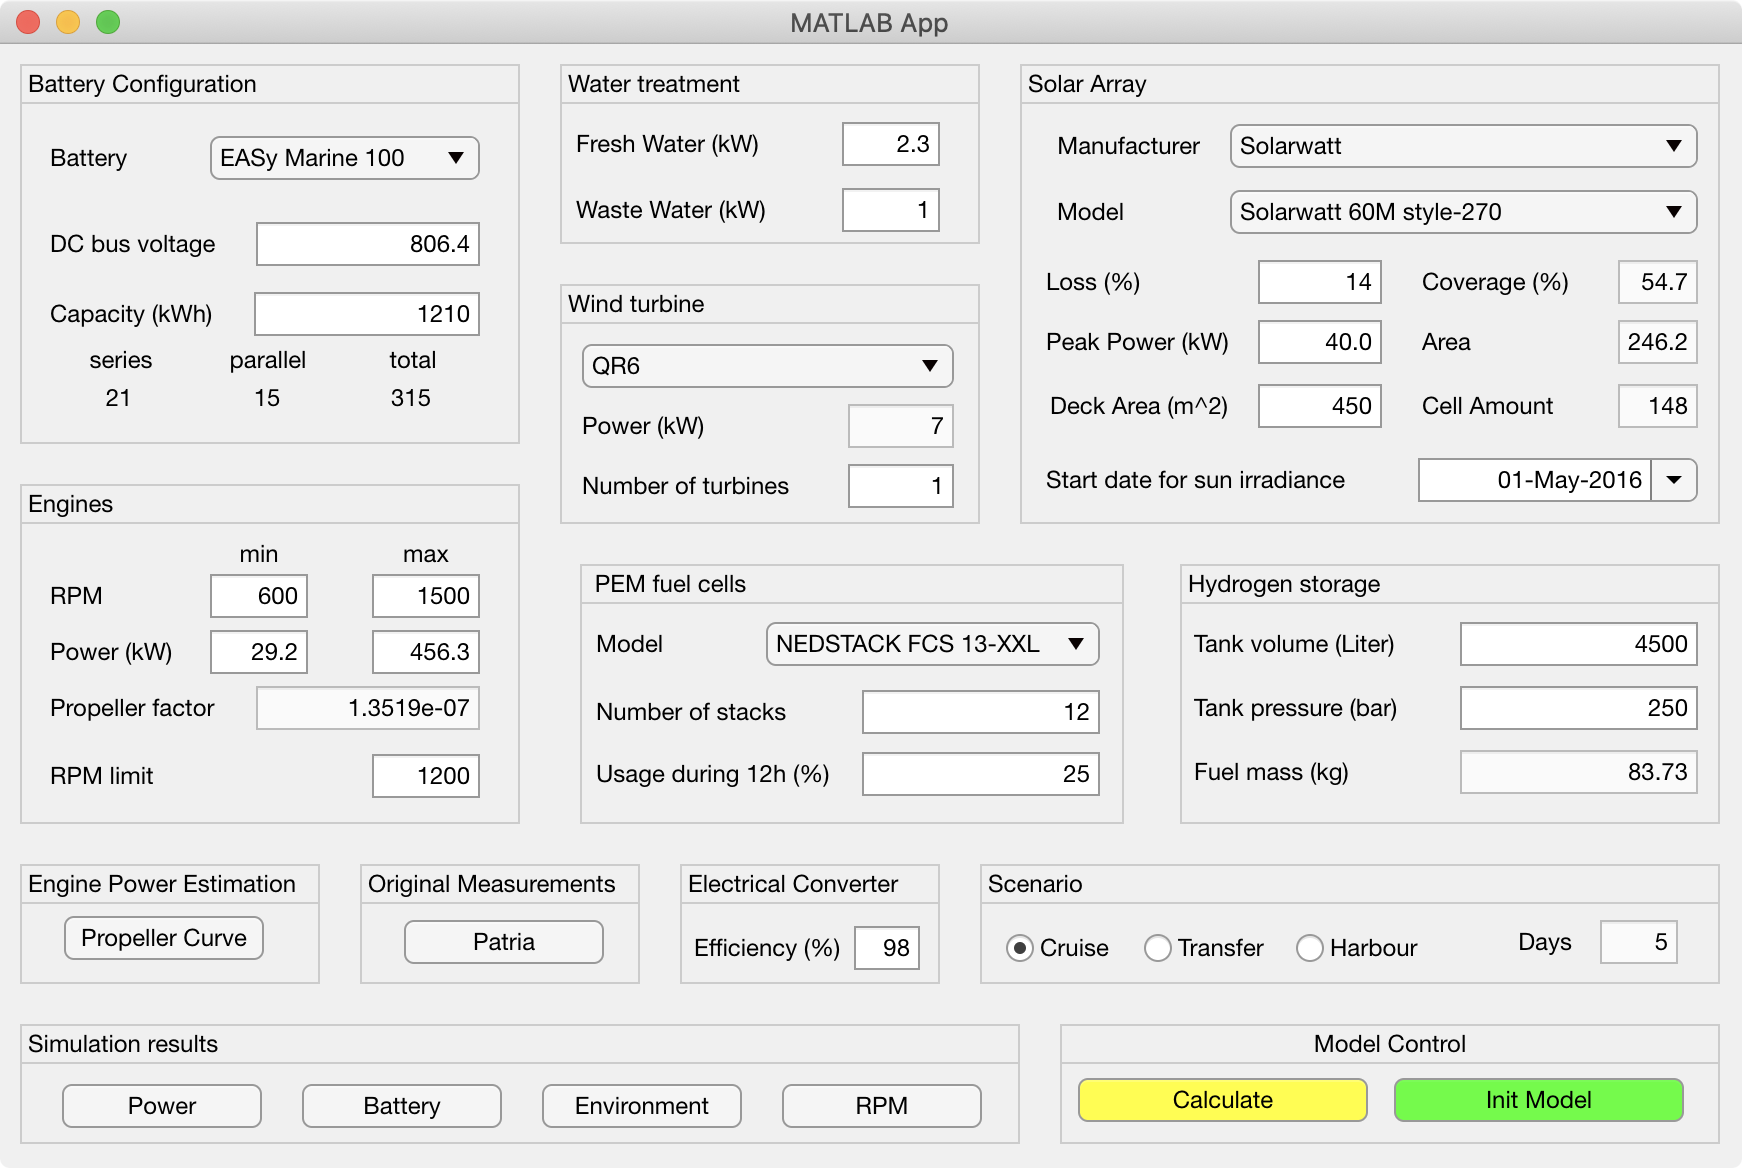 MATLAB App
Battery Configuration
Battery EASy Marine 100
DC bus voltage 806.4
Capacity (kWh) 1210
series parallel total
21 15 315
Water treatment
Fresh Water (kW) 2.3
Waste Water (kW) 1
Wind turbine
QR6
Power (kW) 7
Number of turbines 1
Solar Array
Manufacturer Solarwatt
Model Solarwatt 60M style-270
Loss (%) 14 Coverage (%) 54.7
Peak Power (kW) 40.0 Area 246.2
Deck Area (m^2) 450 Cell Amount 148
Start date for sun irradiance 01-May-2016
Engines
min max
RPM 600 1500
Power (kW) 29.2 456.3
Propeller factor 1.3519e-07
RPM limit 1200
PEM fuel cells
Model NEDSTACK FCS 13-XXL
Number of stacks 12
Usage during 12h (%) 25
Hydrogen storage
Tank volume (Liter) 4500
Tank pressure (bar) 250
Fuel mass (kg) 83.73
Engine Power Estimation
Propeller Curve
Original Measurements
Patria
Electrical Converter
Efficiency (%) 98
Scenario
Cruise Transfer Harbour Days 5
Simulation results
Power Battery Environment RPM
Model Control
Calculate Init Model